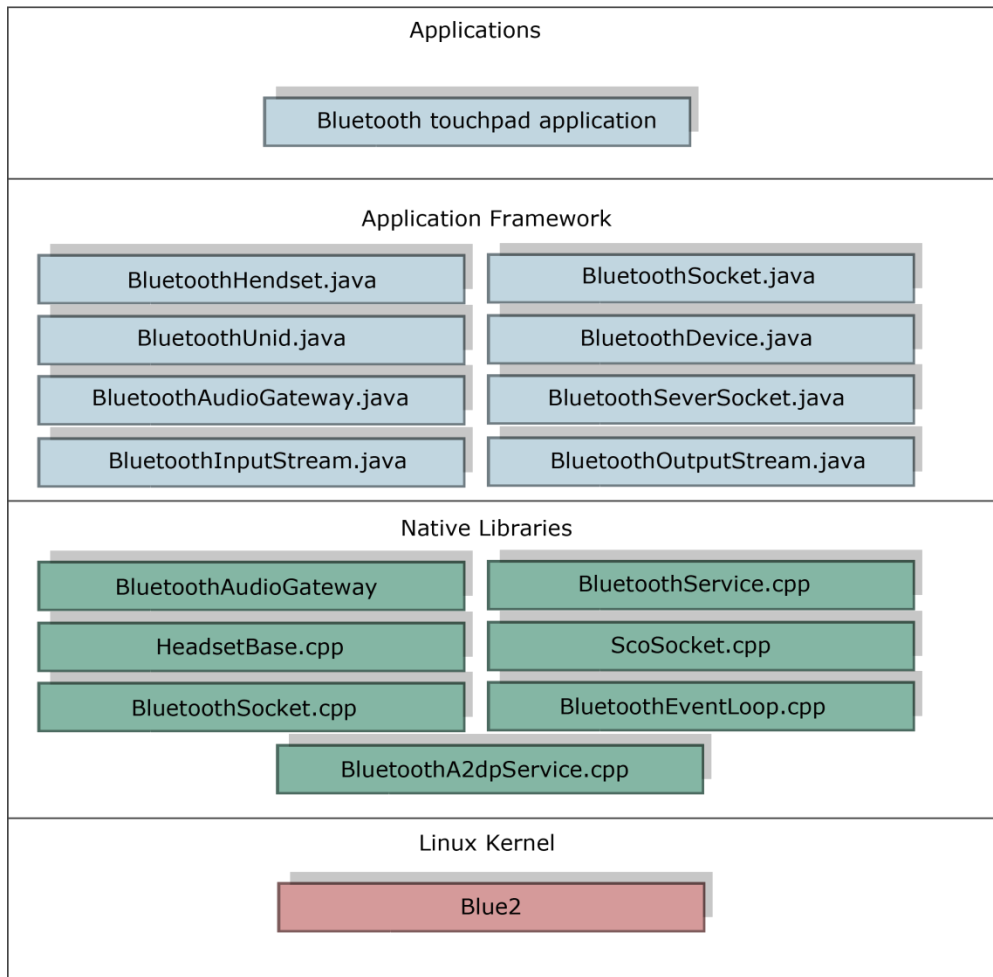 Applications
Bluetooth touchpad application
Application Framework
BluetoothHendset.java
BluetoothSocket.java
BluetoothUnid.java
BluetoothDevice.java
BluetoothAudioGateway.java
BluetoothSeverSocket.java
BluetoothInputStream.java
BluetoothOutputStream.java
Native Libraries
BluetoothAudioGateway
BluetoothService.cpp
HeadsetBase.cpp
ScoSocket.cpp
BluetoothSocket.cpp
BluetoothEventLoop.cpp
BluetoothA2dpService.cpp
Linux Kernel
Blue2